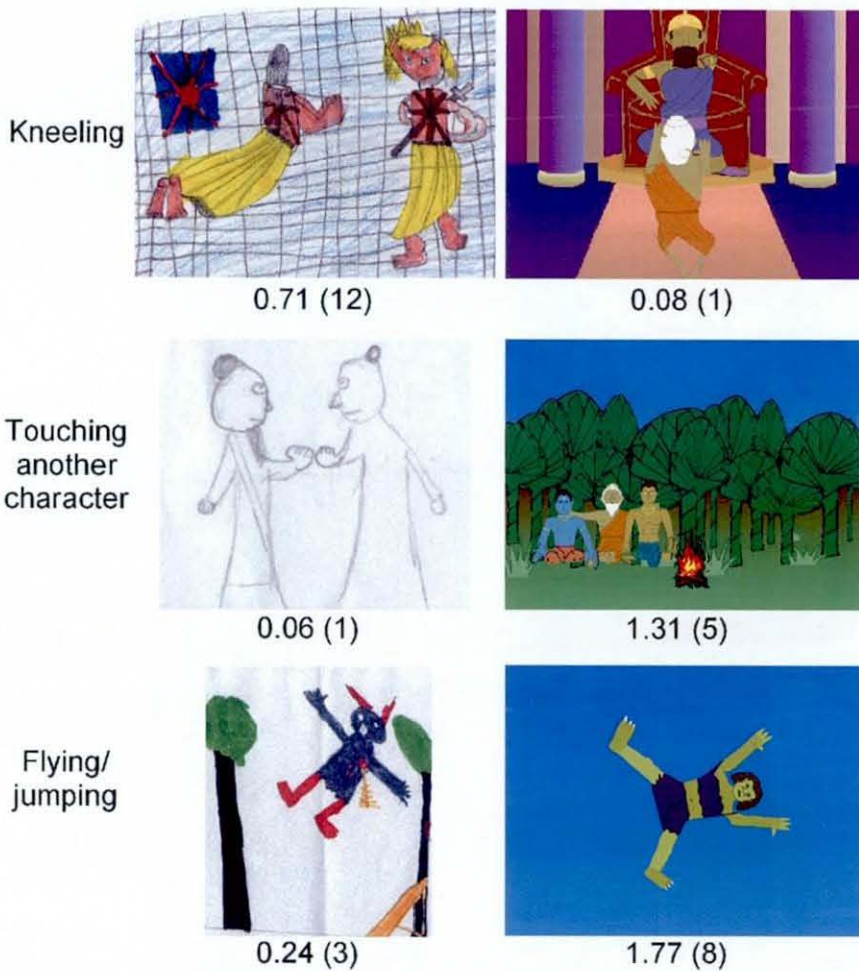 Kneeling
0.71 (12)
0.08 (1)
Touching
another
character
0.06 (1)
1.31 (5)
Flying/
jumping
0.24 (3)
1.77 (8)